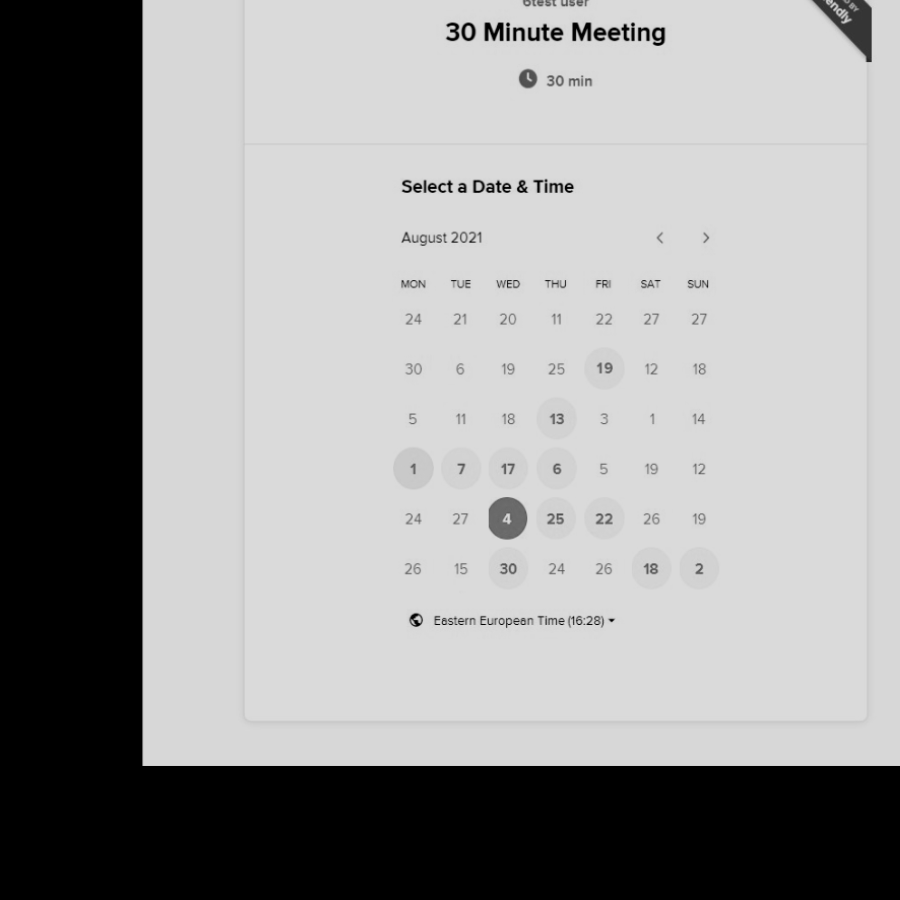 6test user
30 Minute Meeting
30 min
Select a Date & Time
August 2021
MON TUE WED THU FRI SAT SUN
24 21 20 11 22 27 27
30 6 19 25 19 12 18
5 11 18 13 3 1 14
1 7 17 6 5 19 12
24 27 4 25 22 26 19
26 15 30 24 26 18 2
Eastern European Time (16:28)